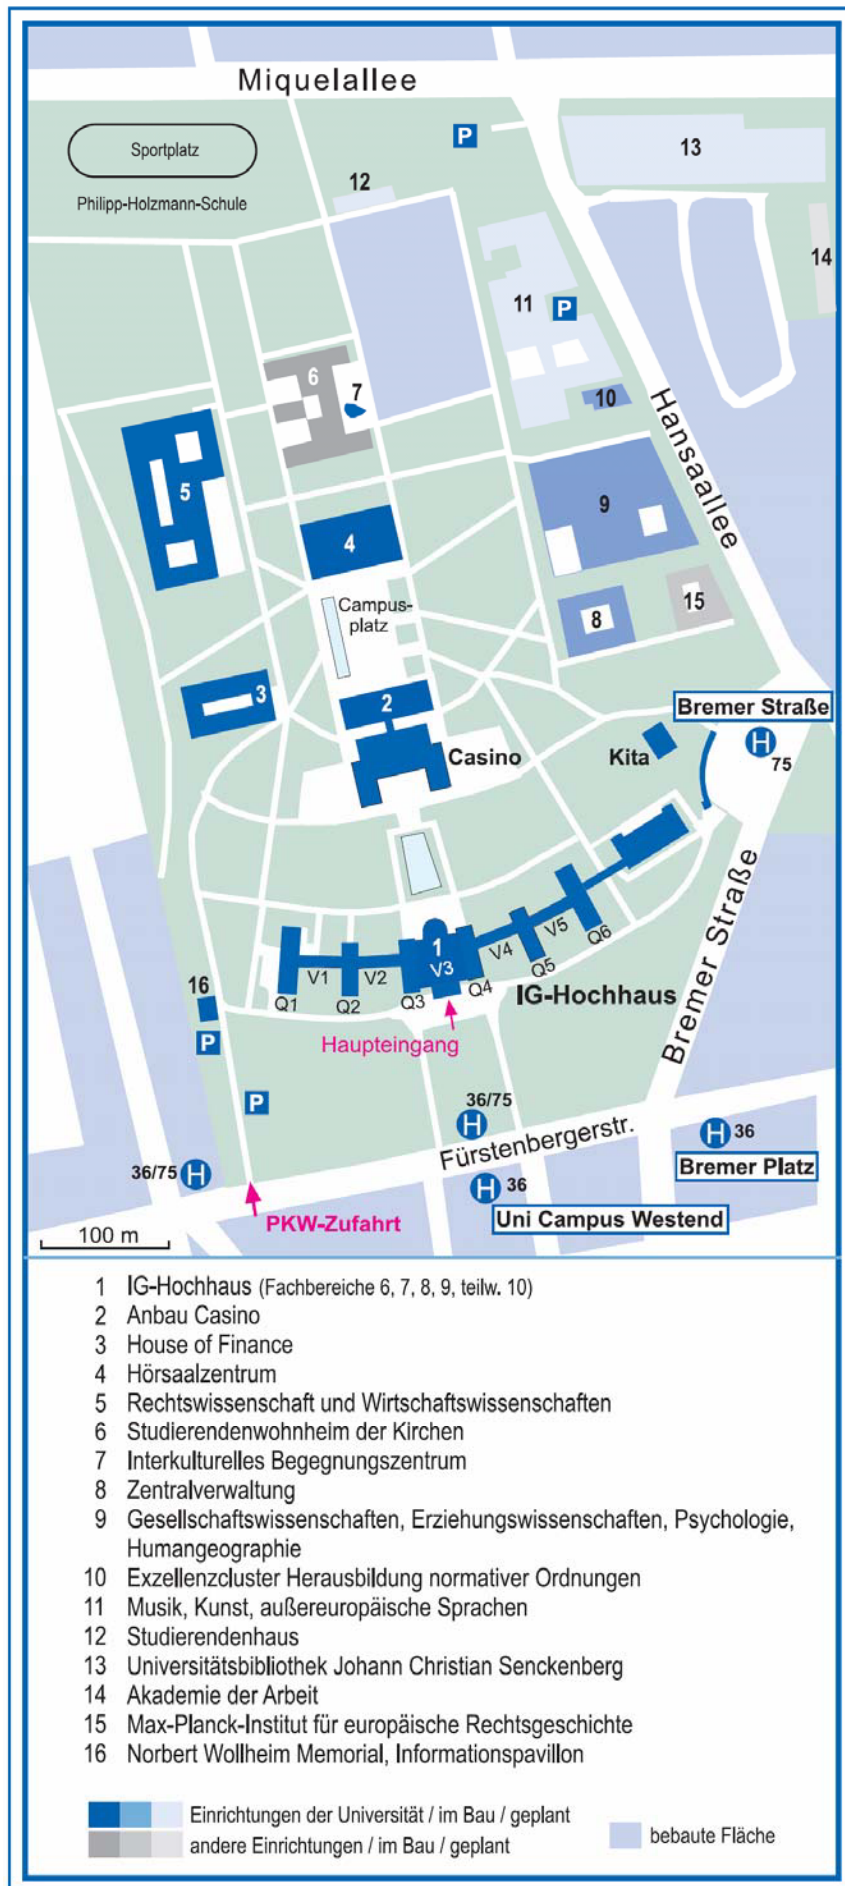 Miquelallee
P
Sportplatz
13
12
Philipp-Holzmann-Schule
14
11
P
6
7
10
Hansaallee
5
9
4
Campus-
platz
15
8
3
2
Bremer Straße
H
75
Casino
Kita
Bremer Straße
1
V1
V2
V3
V4
V5
Q1
Q2
Q3
Q4
Q5
Q6
16
IG-Hochhaus
P
Haupteingang
P
36/75
H
Fürstenbergerstr.
H 36
Bremer Platz
36/75 H
H 36
Uni Campus Westend
PKW-Zufahrt
100 m
1 IG-Hochhaus (Fachbereiche 6, 7, 8, 9, teilw. 10)
2 Anbau Casino
3 House of Finance
4 Hörsaalzentrum
5 Rechtswissenschaft und Wirtschaftswissenschaften
6 Studierendenwohnheim der Kirchen
7 Interkulturelles Begegnungszentrum
8 Zentralverwaltung
9 Gesellschaftswissenschaften, Erziehungswissenschaften, Psychologie,
Humangeographie
10 Exzellenzcluster Herausbildung normativer Ordnungen
11 Musik, Kunst, außereuropäische Sprachen
12 Studierendenhaus
13 Universitätsbibliothek Johann Christian Senckenberg
14 Akademie der Arbeit
15 Max-Planck-Institut für europäische Rechtsgeschichte
16 Norbert Wollheim Memorial, Informationspavillon
Einrichtungen der Universität / im Bau / geplant
andere Einrichtungen / im Bau / geplant
bebaute Fläche